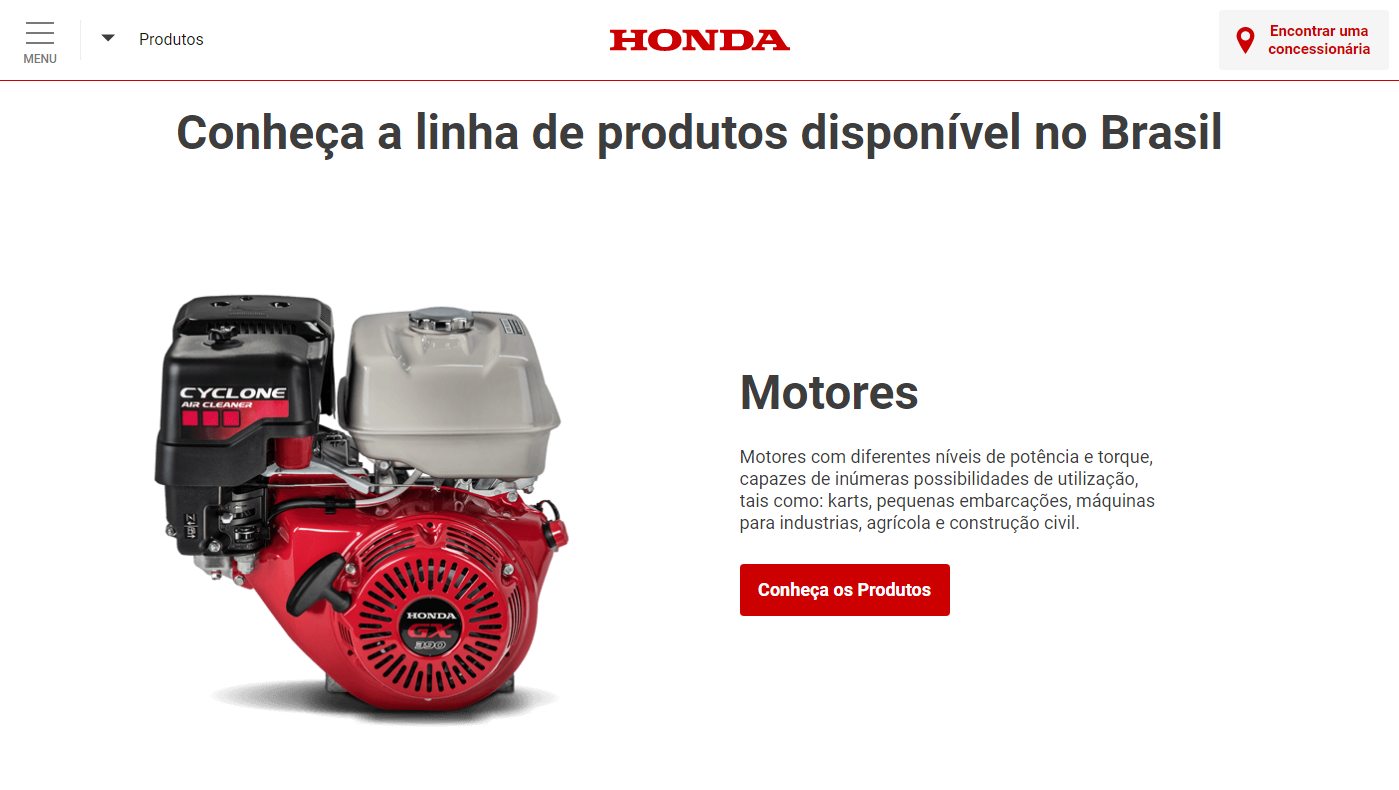 MENU
Produtos
HONDA
Encontrar uma
concessionária
Conheça a linha de produtos disponível no Brasil
CYCLONE
AIR CLEANER
HONDA
GX
390
Motores
Motores com diferentes níveis de potência e torque,
capazes de inúmeras possibilidades de utilização,
tais como: karts, pequenas embarcações, máquinas
para industrias, agrícola e construção civil.
Conheça os Produtos